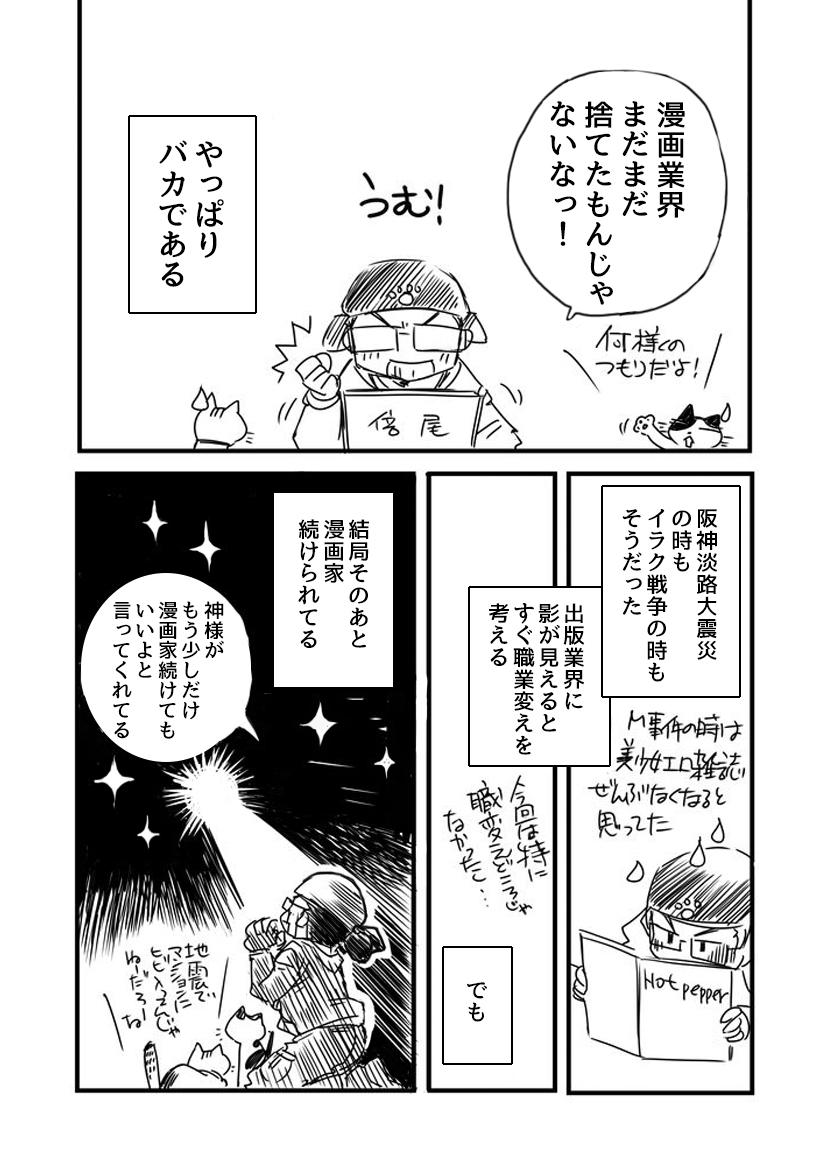 漫画業界
まだまだ
捨てたもんじゃ
ないなっ！
何様の
つもりだよ！
うむ！
倍尾
やっぱり
バカである
阪神淡路大震災
の時も
イラク戦争の時も
そうだった
M事件の時は
美少女エロ雑誌
ぜんぶなくなると
思ってた
Hot pepper
出版業界に
影が見えると
すぐ職業変えを
考える
今回は特に
職変えどころじゃ
なかったし…
でも
結局そのあと
漫画家
続けられてる
神様が
もう少しだけ
漫画家続けても
いいよと
言ってくれてる
地震で
マンションに
ヒビ入ってんじゃ
ねーだろーな